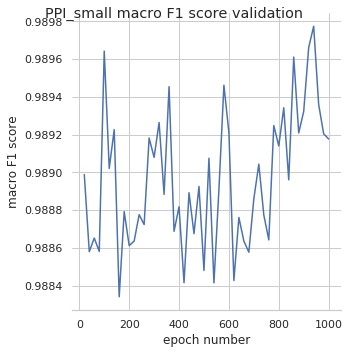 PPI_small macro F1 score validation
0.9898
0.9896
0.9894
0.9892
0.9890
0.9888
0.9886
0.9884
macro F1 score
0 200 400 600 800 1000
epoch number